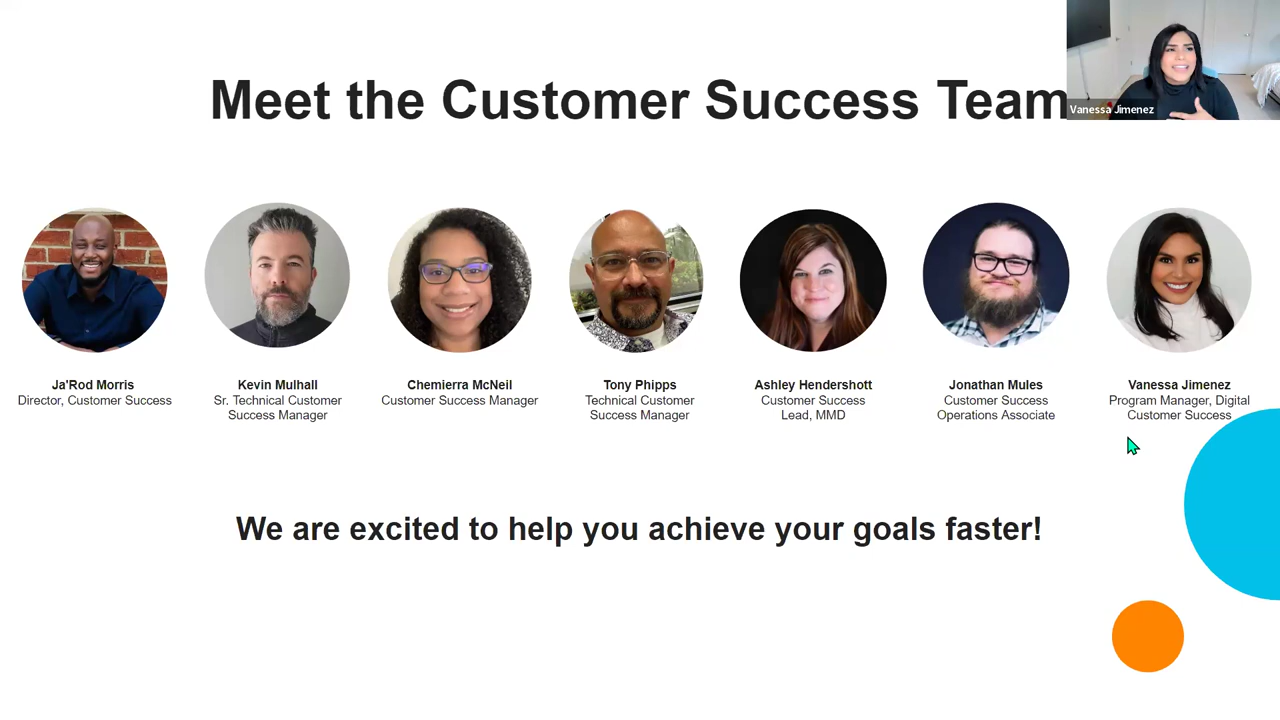 Meet the Customer Success Team
Vanessa Jimenez
Ja'Rod Morris
Director, Customer Success
Kevin Mulhall
Sr. Technical Customer
Success Manager
Chemierra McNeil
Customer Success Manager
Tony Phipps
Technical Customer
Success Manager
Ashley Hendershott
Customer Success
Lead, MMD
Jonathan Mules
Customer Success
Operations Associate
Vanessa Jimenez
Program Manager, Digital
Customer Success
We are excited to help you achieve your goals faster!